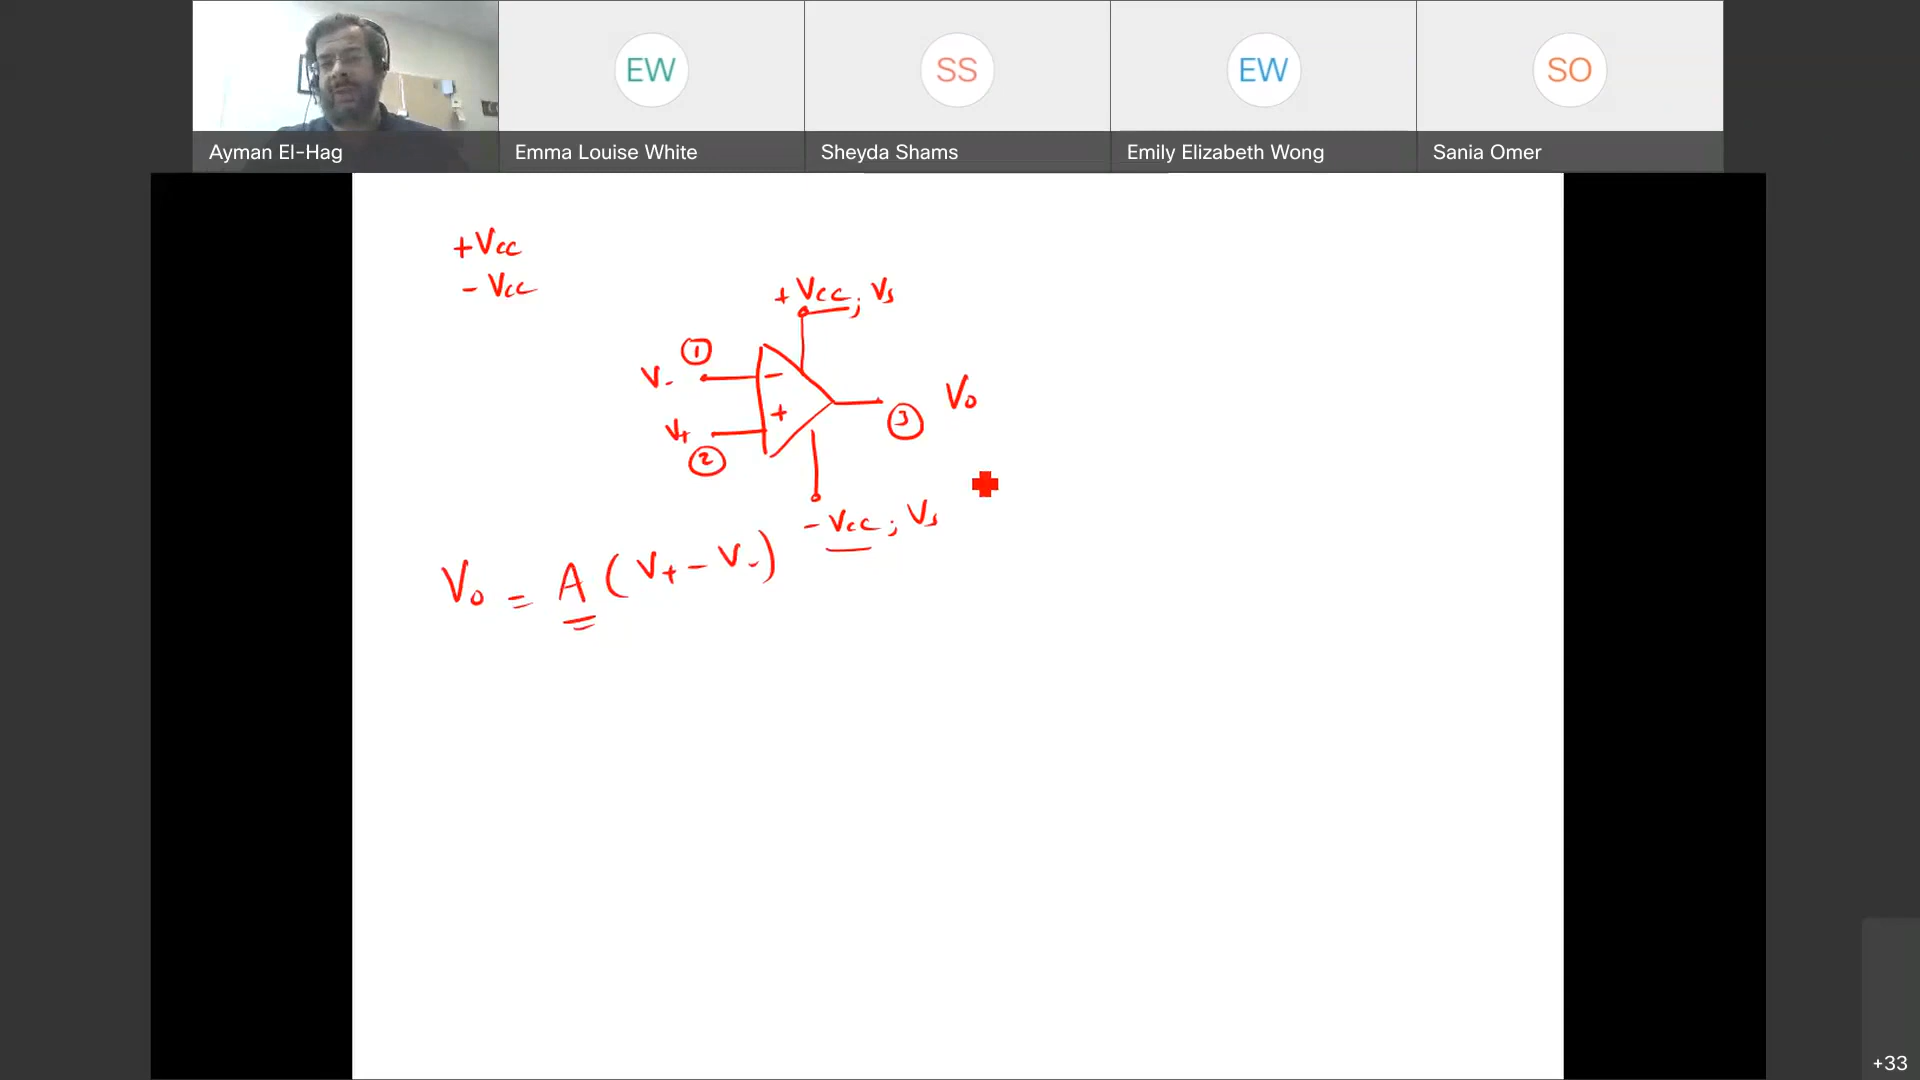 EW
SS
EW
SO
Ayman El-Hag
Emma Louise White
Sheyda Shams
Emily Elizabeth Wong
Sania Omer
+Vcc
- Vcc
+ Vcc ; Vs
①
V-
-
+
V+
②
③
Vo
- Vcc ; Vs
Vo = A ( V+ - V- )
+33